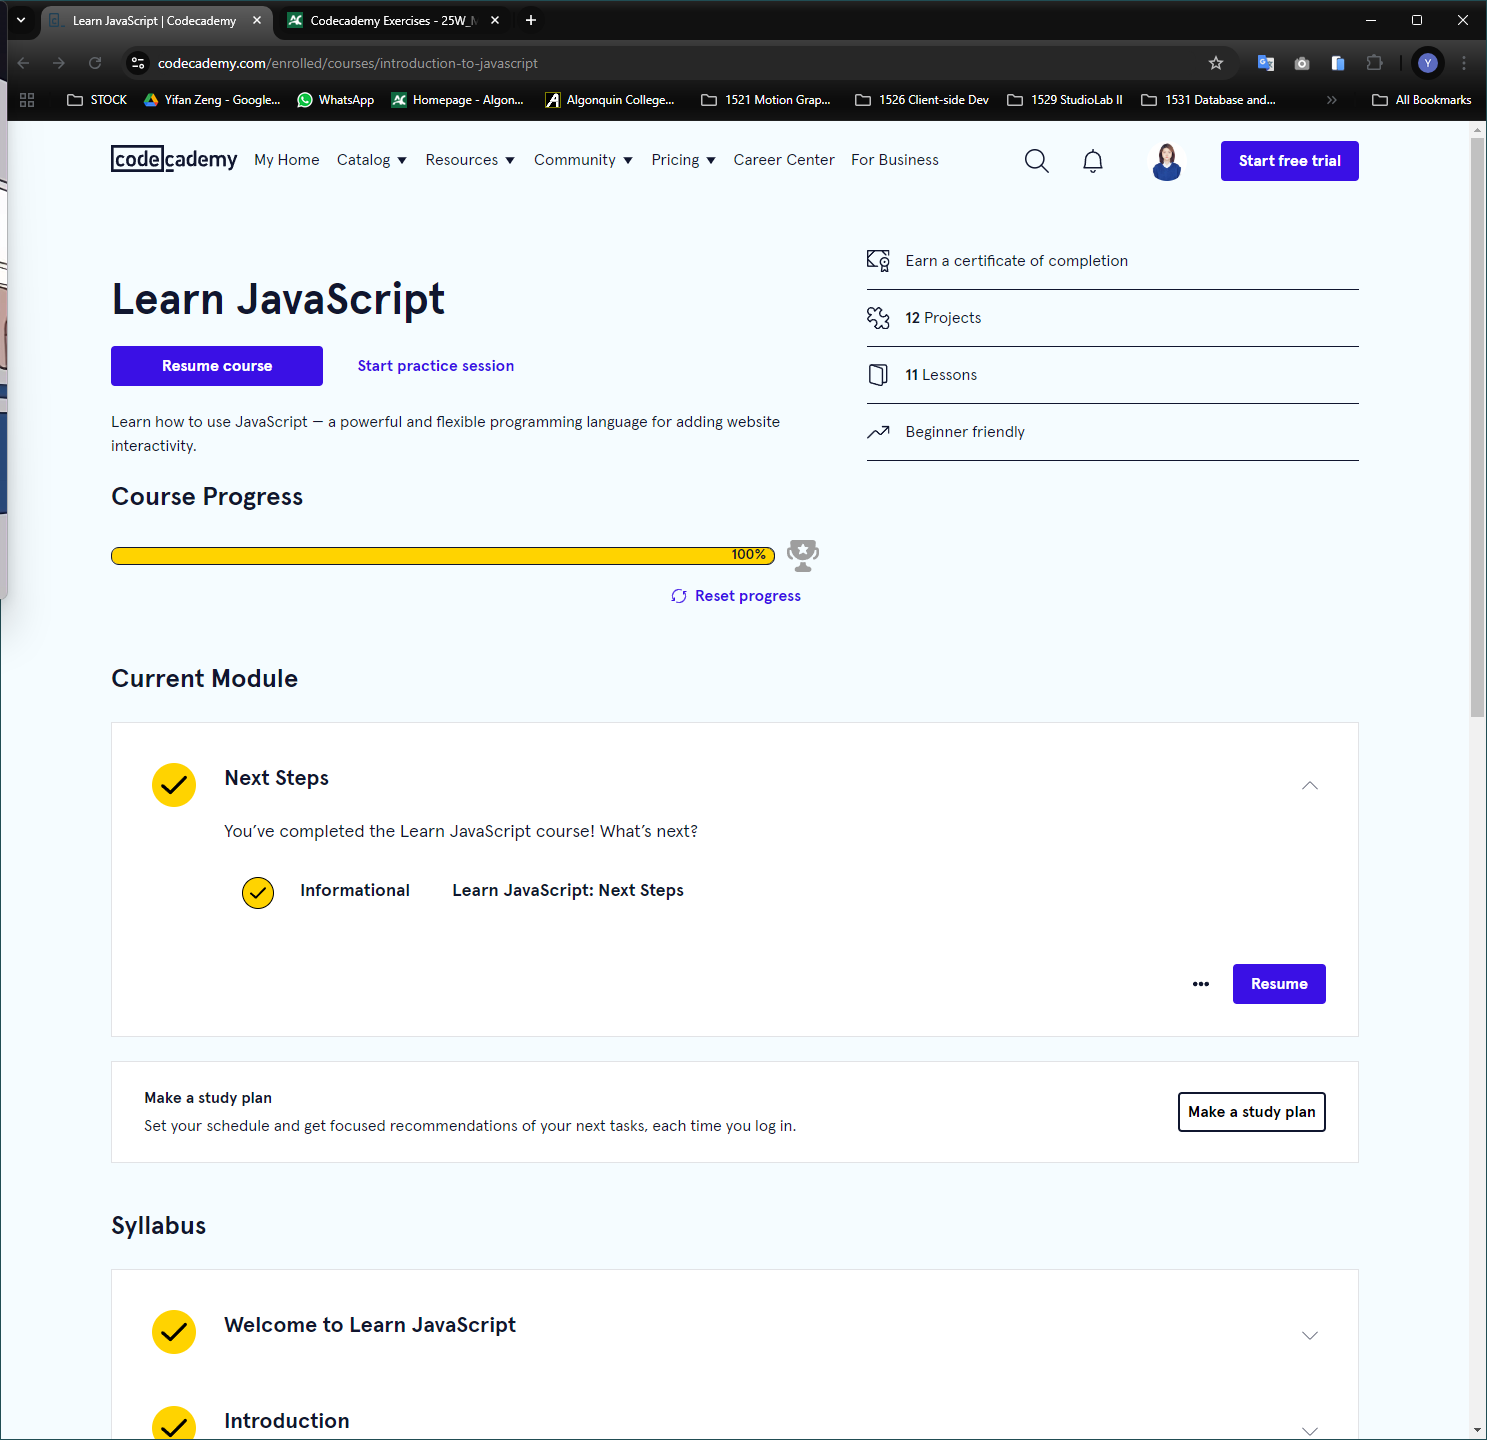 Learn JavaScript | Codecademy
Codecademy Exercises - 25W_M
codecademy.com/enrolled/courses/introduction-to-javascript
Y
STOCK
Yifan Zeng - Google...
WhatsApp
Homepage - Algon...
Algonquin College...
1521 Motion Grap...
1526 Client-side Dev
1529 StudioLab II
1531 Database and...
All Bookmarks
codecademy
My Home
Catalog
Resources
Community
Pricing
Career Center
For Business
Start free trial
Learn JavaScript
Resume course
Start practice session
Learn how to use JavaScript — a powerful and flexible programming language for adding website
interactivity.
Earn a certificate of completion
12 Projects
11 Lessons
Beginner friendly
Course Progress
100%
Reset progress
Current Module
Next Steps
You’ve completed the Learn JavaScript course! What’s next?
Informational
Learn JavaScript: Next Steps
Resume
Make a study plan
Set your schedule and get focused recommendations of your next tasks, each time you log in.
Make a study plan
Syllabus
Welcome to Learn JavaScript
Introduction